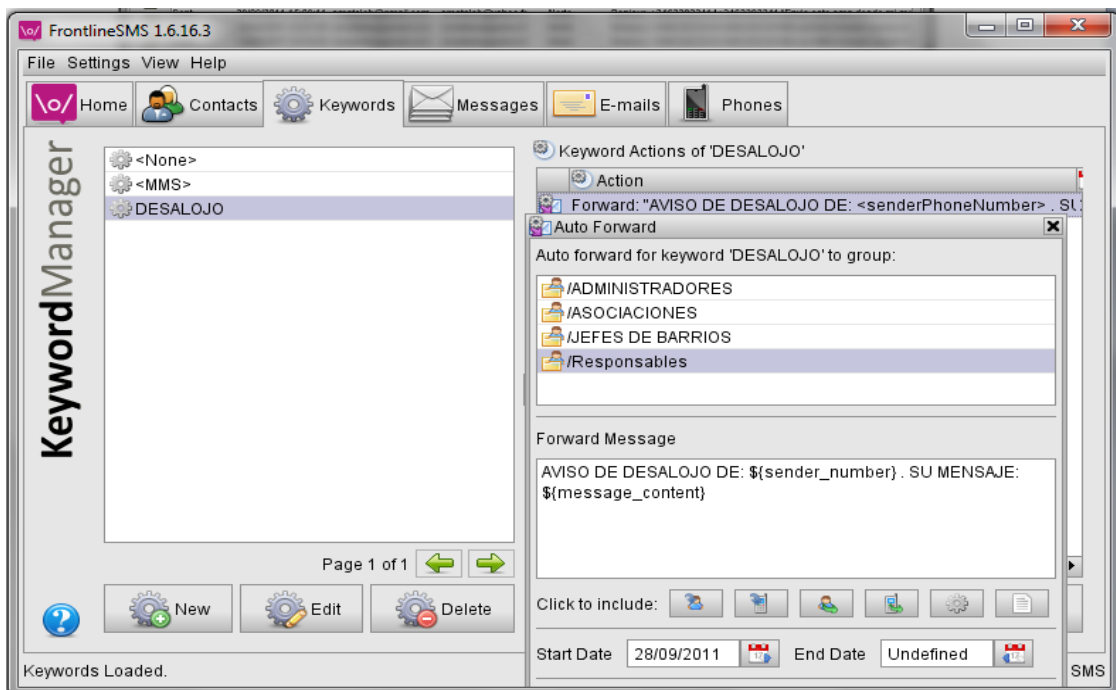 FrontlineSMS 1.6.16.3
File Settings View Help
\o/ Home Contacts Keywords Messages E-mails Phones
KeywordManager
<None>
<MMS>
DESALOJO
Page 1 of 1
New Edit Delete
Keywords Loaded.
Keyword Actions of 'DESALOJO'
Action
Forward: "AVISO DE DESALOJO DE: <senderPhoneNumber> . SU
Auto Forward
Auto forward for keyword 'DESALOJO' to group:
/ADMINISTRADORES
/ASOCIACIONES
/JEFES DE BARRIOS
/Responsables
Forward Message
AVISO DE DESALOJO DE: ${sender_number} . SU MENSAJE:
${message_content}
Click to include:
Start Date 28/09/2011 End Date Undefined
SMS